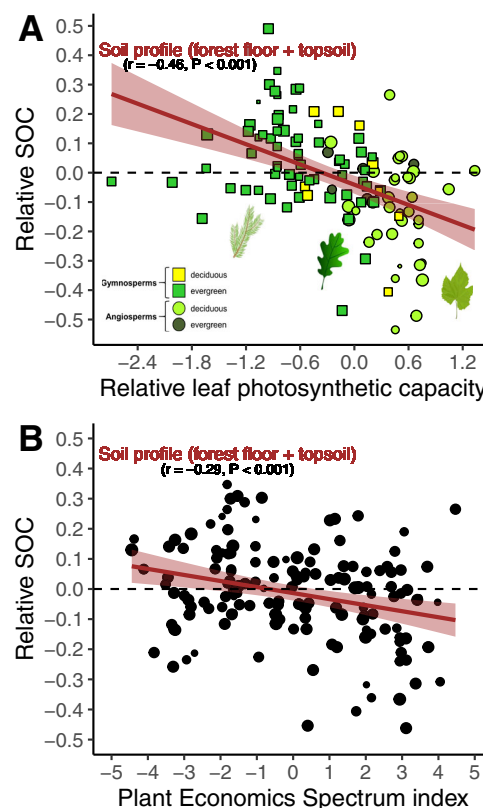 A
Soil profile (forest floor + topsoil)
(r = −0.46, P < 0.001)
Relative SOC
0.5
0.4
0.3
0.2
0.1
0.0
−0.1
−0.2
−0.3
−0.4
−0.5
Gymnosperms
deciduous
evergreen
Angiosperms
deciduous
evergreen
−2.4 −1.8 −1.2 −0.6 0.0 0.6 1.2
Relative leaf photosynthetic capacity
B
Soil profile (forest floor + topsoil)
(r = −0.29, P < 0.001)
Relative SOC
0.5
0.4
0.3
0.2
0.1
0.0
−0.1
−0.2
−0.3
−0.4
−0.5
−5 −4 −3 −2 −1 0 1 2 3 4 5
Plant Economics Spectrum index